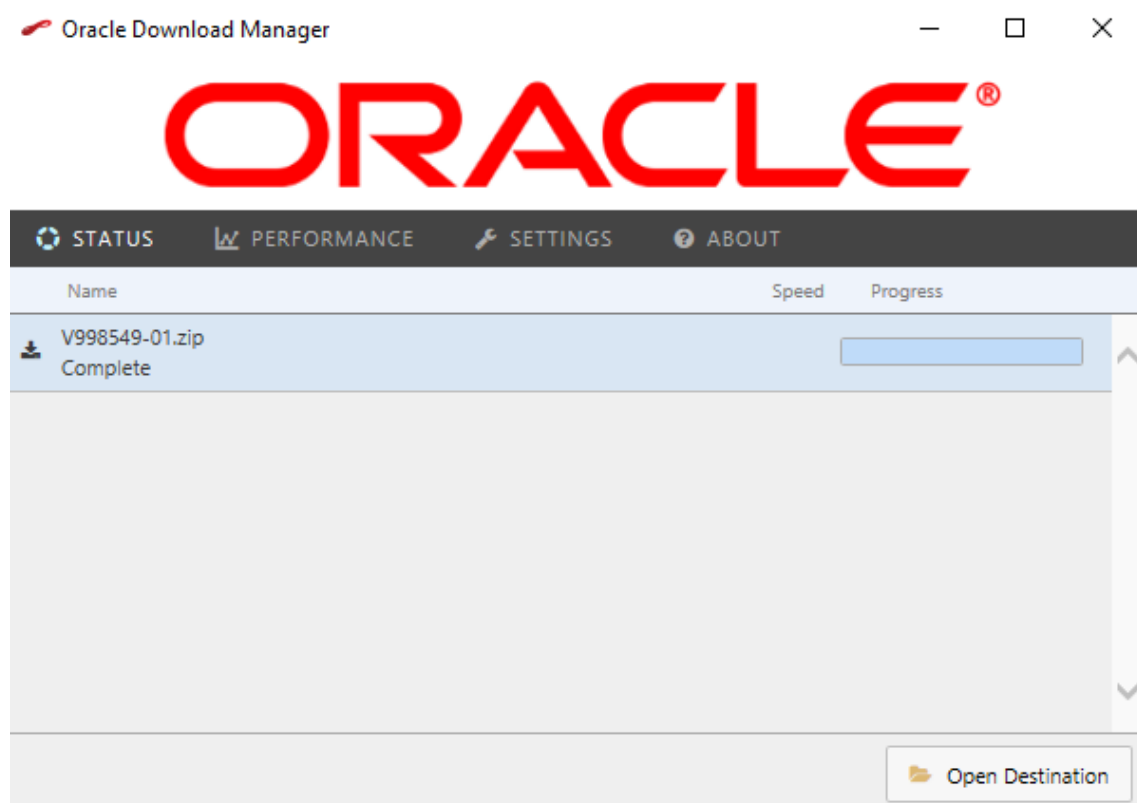 Oracle Download Manager
ORACLE®
STATUS PERFORMANCE SETTINGS ABOUT
Name Speed Progress
V998549-01.zip
Complete
Open Destination